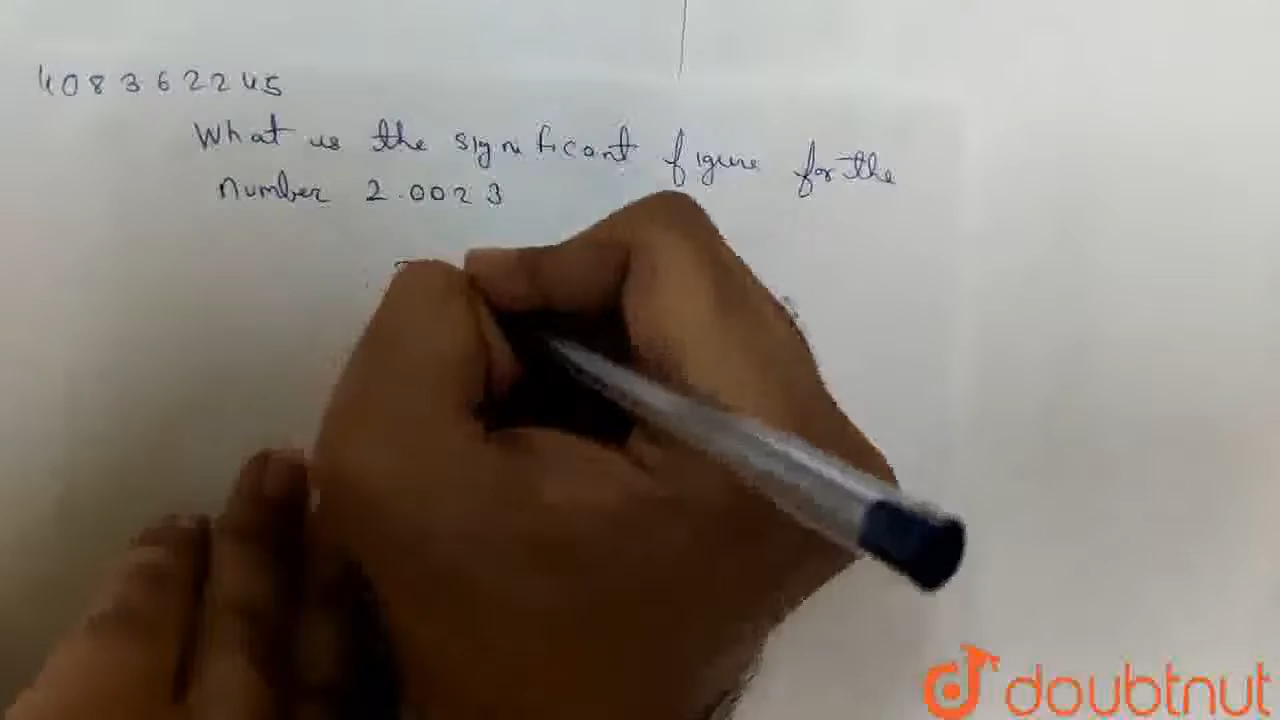 408362245
What is the significant figure for the
number 2.0023
doubtnut